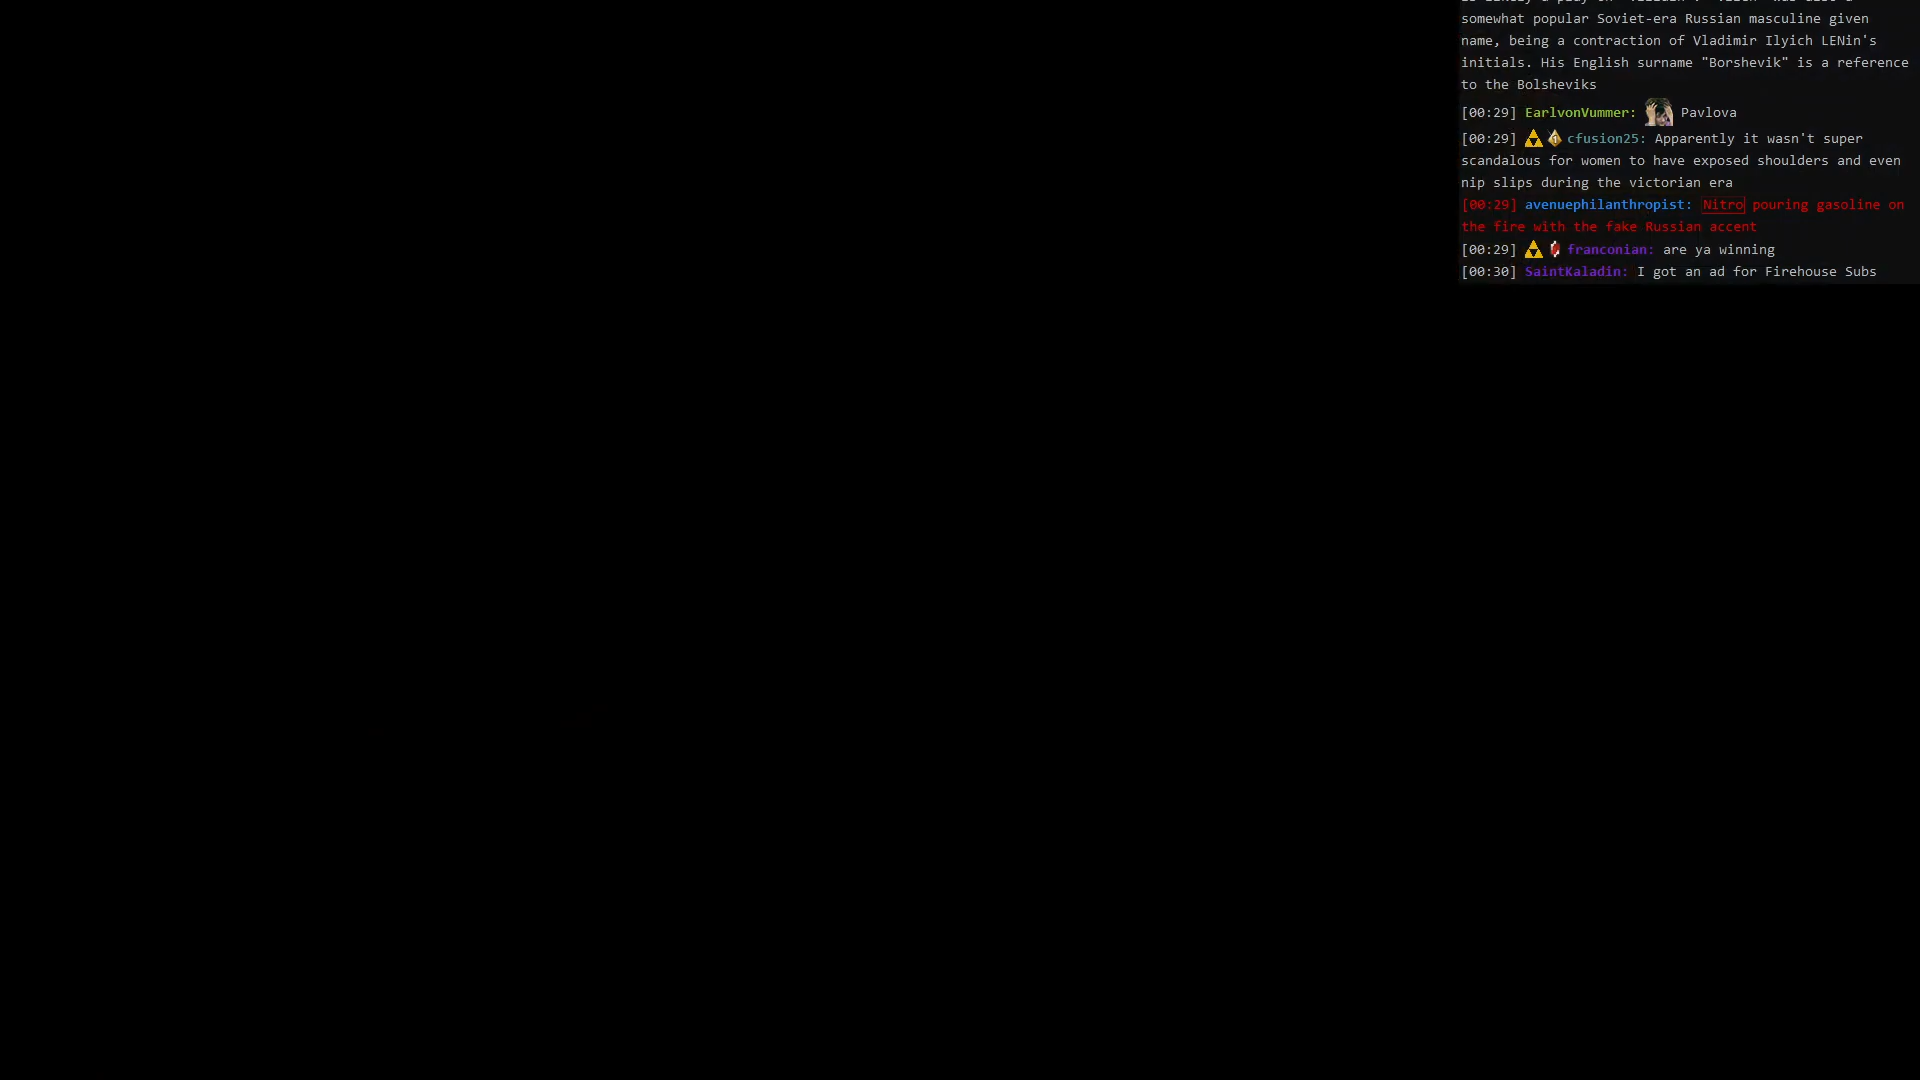 somewhat popular Soviet-era Russian masculine given
name, being a contraction of Vladimir Ilyich LENin's
initials. His English surname "Borshevik" is a reference
to the Bolsheviks
[00:29] EarlvonVummer: Pavlova
[00:29] cfusion25: Apparently it wasn't super
scandalous for women to have exposed shoulders and even
nip slips during the victorian era
[00:29] avenuephilanthropist: Nitro pouring gasoline on
the fire with the fake Russian accent
[00:29] franconian: are ya winning
[00:30] SaintKaladin: I got an ad for Firehouse Subs